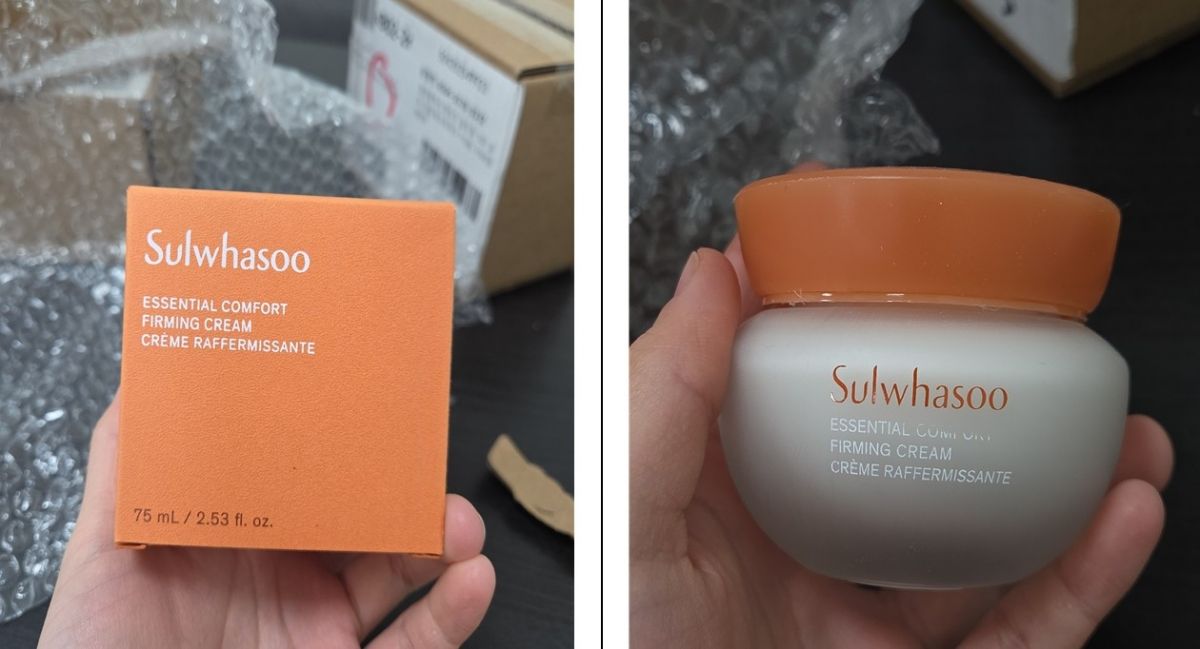 Sulwhasoo
ESSENTIAL COMFORT
FIRMING CREAM
CRÈME RAFFERMISSANTE
75 mL / 2.53 fl. oz.
Sulwhasoo
ESSENTIAL COMFORT
FIRMING CREAM
CRÈME RAFFERMISSANTE